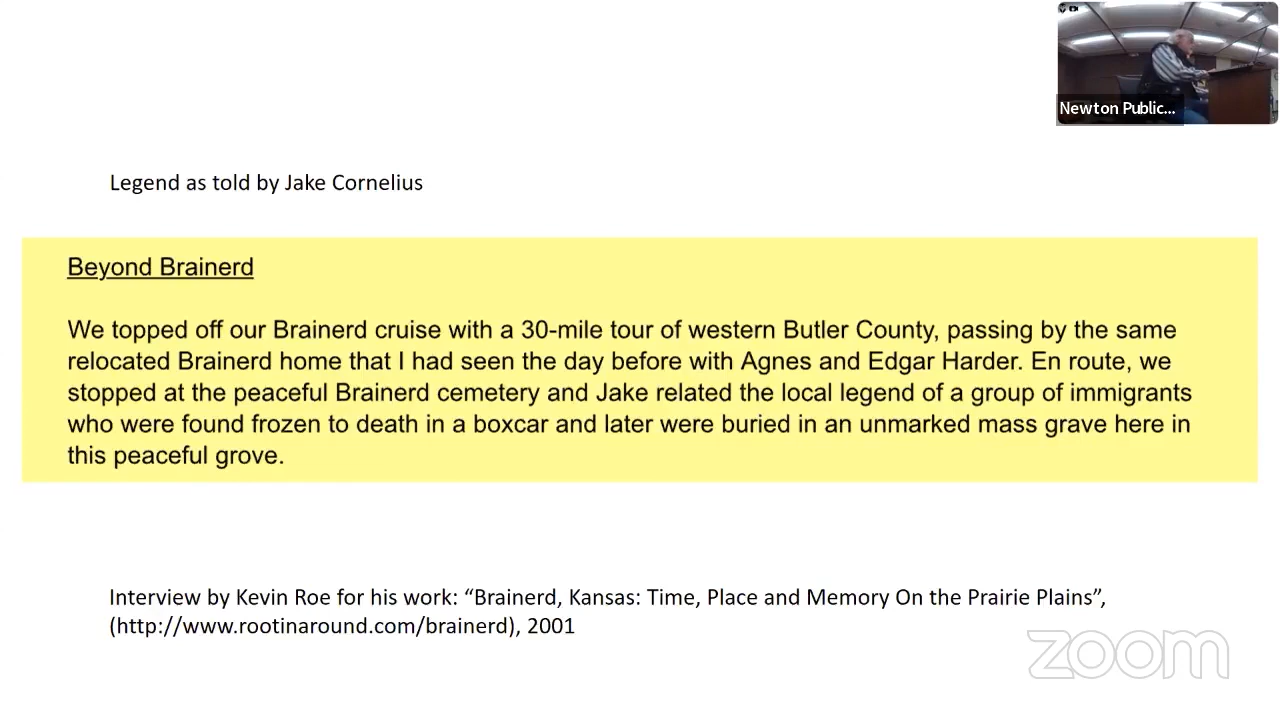 Newton Public...
Legend as told by Jake Cornelius
Beyond Brainerd
We topped off our Brainerd cruise with a 30-mile tour of western Butler County, passing by the same
relocated Brainerd home that I had seen the day before with Agnes and Edgar Harder. En route, we
stopped at the peaceful Brainerd cemetery and Jake related the local legend of a group of immigrants
who were found frozen to death in a boxcar and later were buried in an unmarked mass grave here in
this peaceful grove.
Interview by Kevin Roe for his work: “Brainerd, Kansas: Time, Place and Memory On the Prairie Plains”,
(http://www.rootinaround.com/brainerd), 2001
zoom